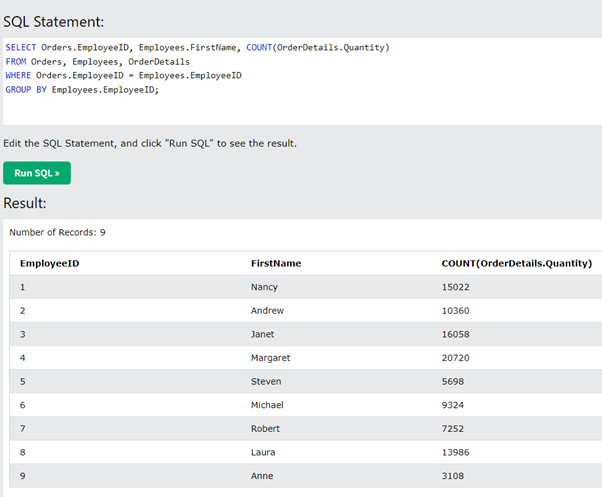 SQL Statement:
SELECT Orders.EmployeeID, Employees.FirstName, COUNT(OrderDetails.Quantity)
FROM Orders, Employees, OrderDetails
WHERE Orders.EmployeeID = Employees.EmployeeID
GROUP BY Employees.EmployeeID;
Edit the SQL Statement, and click "Run SQL" to see the result.
Run SQL »
Result:
Number of Records: 9
EmployeeID FirstName COUNT(OrderDetails.Quantity)
1 Nancy 15022
2 Andrew 10360
3 Janet 16058
4 Margaret 20720
5 Steven 5698
6 Michael 9324
7 Robert 7252
8 Laura 13986
9 Anne 3108